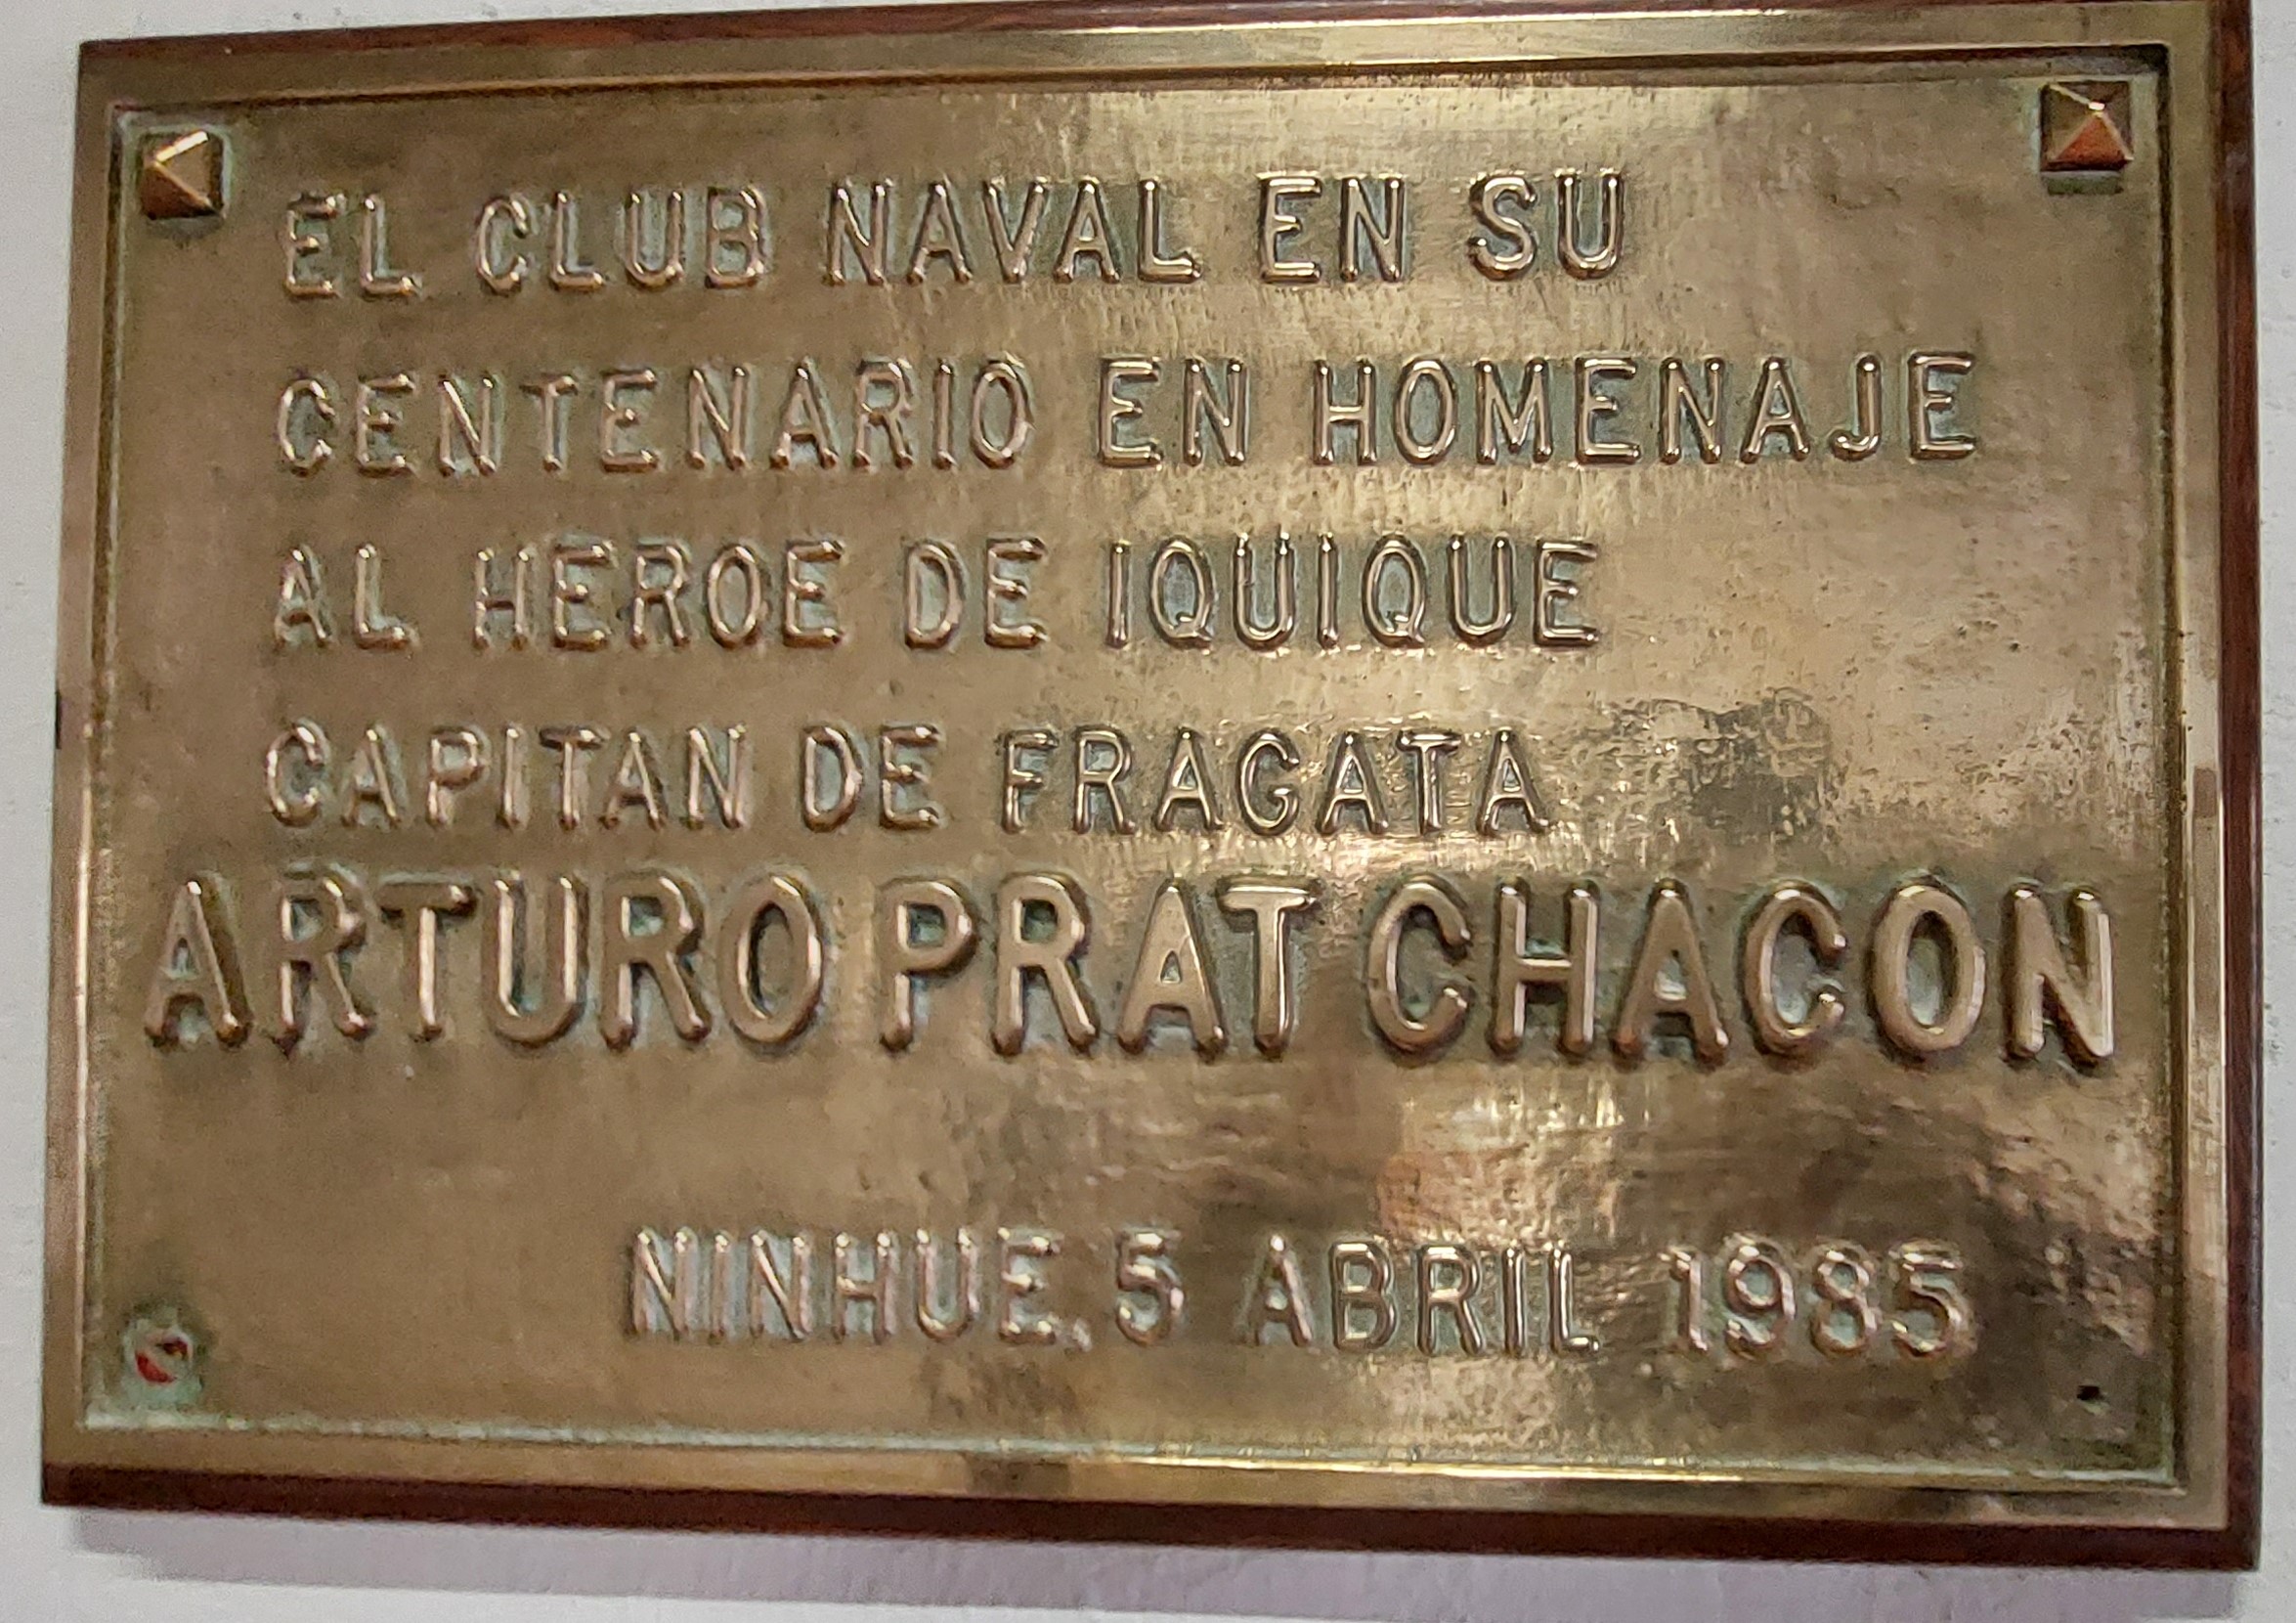 EL CLUB NAVAL EN SU
CENTENARIO EN HOMENAJE
AL HEROE DE IQUIQUE
CAPITAN DE FRAGATA
ARTURO PRAT CHACON
NINHUE, 5 ABRIL 1985